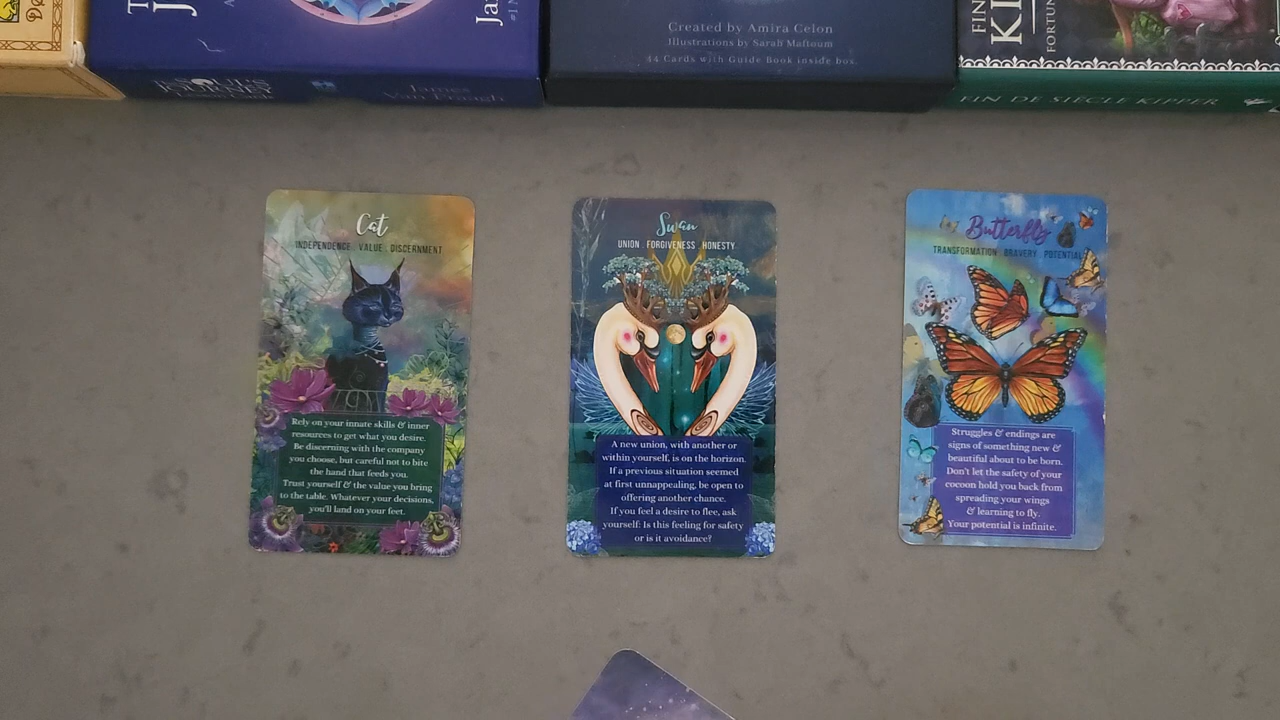 Created by Amira Celon
Illustrations by Sarah Maftoum
44 Cards with Guide Book inside box.
SOUL'S
JOURNEY
James
Van Praagh
FIN DE SIÈCLE KIPPER
Cat
INDEPENDENCE . VALUE . DISCERNMENT
Rely on your innate skills & inner
resources to get what you desire.
Be discerning with the company
you choose, but careful not to bite
the hand that feeds you.
Trust yourself & the value you bring
to the table. Whatever your decisions,
you'll land on your feet.
Swan
UNION . FORGIVENESS . HONESTY
A new union, with another or
within yourself, is on the horizon.
If a previous situation seemed
at first unappealing, be open to
offering another chance.
If you feel a desire to flee, ask
yourself: Is this feeling for safety
or is it avoidance?
Butterfly
TRANSFORMATION . BRAVERY . POTENTIAL
Struggles & endings are
signs of something new &
beautiful about to be born.
Don't let the safety of your
cocoon hold you back from
spreading your wings
& learning to fly.
Your potential is infinite.